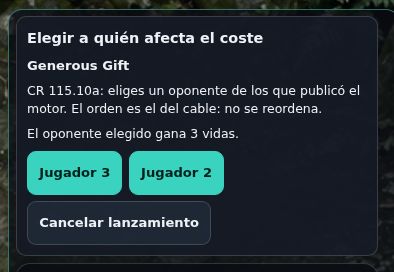 Elegir a quién afecta el coste
Generous Gift
CR 115.10a: eliges un oponente de los que publicó el
motor. El orden es el del cable: no se reordena.
El oponente elegido gana 3 vidas.
Jugador 3
Jugador 2
Cancelar lanzamiento